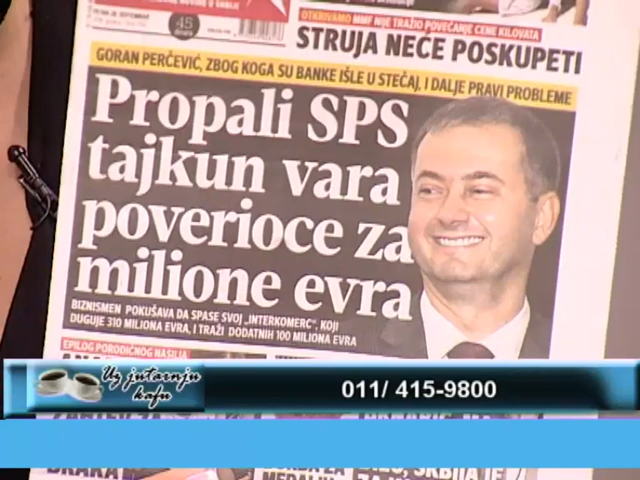 45
OTKRIVAMO MMF NIJE TRAŽIO POVEĆANJE CENE KILOVATA
STRUJA NEĆE POSKUPETI
GORAN PERČEVIĆ, ZBOG KOGA SU BANKE IŠLE U STEČAJ, I DALJE PRAVI PROBLEME
Propali SPS
tajkun vara
poverioce za
milione evra
BIZNISMEN POKUŠAVA DA SPASE SVOJ „INTERKOMERC", KOJI
DUGUJE 310 MILIONA EVRA, I TRAŽI DODATNIH 100 MILIONA EVRA
EPILOG PORODIČNOG NASILJA
Uz jutarnju
kafu
011/ 415-9800
BRAKA